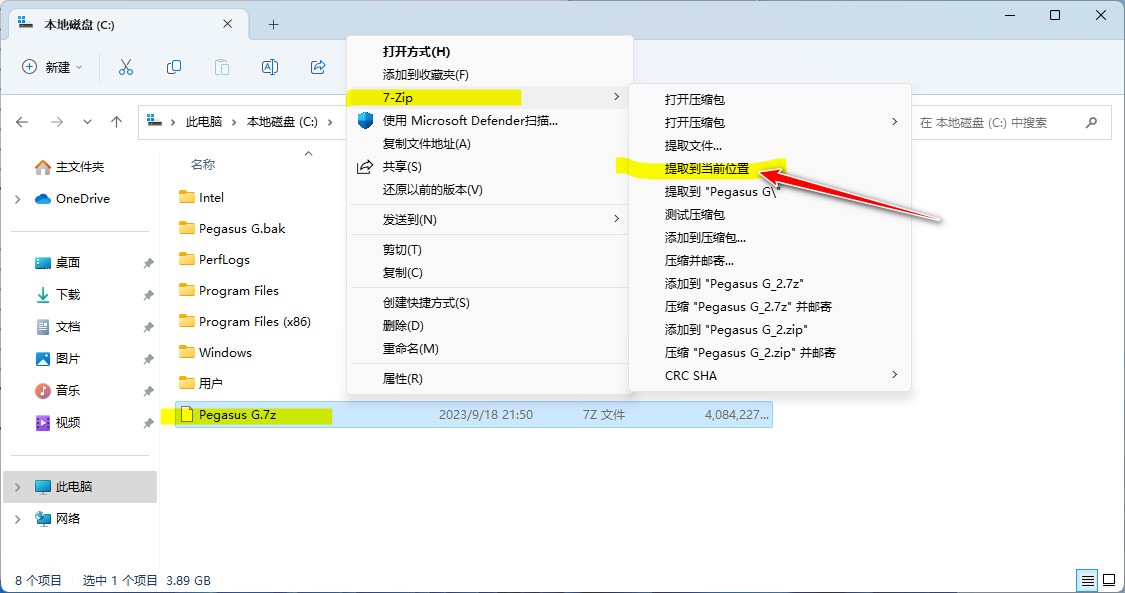 本地磁盘 (C:)
新建
此电脑 › 本地磁盘 (C:) ›
在 本地磁盘 (C:) 中搜索
主文件夹
OneDrive
桌面
下载
文档
图片
音乐
视频
此电脑
网络
名称
Intel
Pegasus G.bak
PerfLogs
Program Files
Program Files (x86)
Windows
用户
Pegasus G.7z 2023/9/18 21:50 7Z 文件 4,084,227...
打开方式(H)
添加到收藏夹(F)
7-Zip
使用 Microsoft Defender扫描...
复制文件地址(A)
共享(S)
还原以前的版本(V)
发送到(N)
剪切(T)
复制(C)
创建快捷方式(S)
删除(D)
重命名(M)
属性(R)
打开压缩包
打开压缩包
提取文件...
提取到当前位置
提取到 "Pegasus G\"
测试压缩包
添加到压缩包...
压缩并邮寄...
添加到 "Pegasus G_2.7z"
压缩 "Pegasus G_2.7z" 并邮寄
添加到 "Pegasus G_2.zip"
压缩 "Pegasus G_2.zip" 并邮寄
CRC SHA
8 个项目 选中 1 个项目 3.89 GB